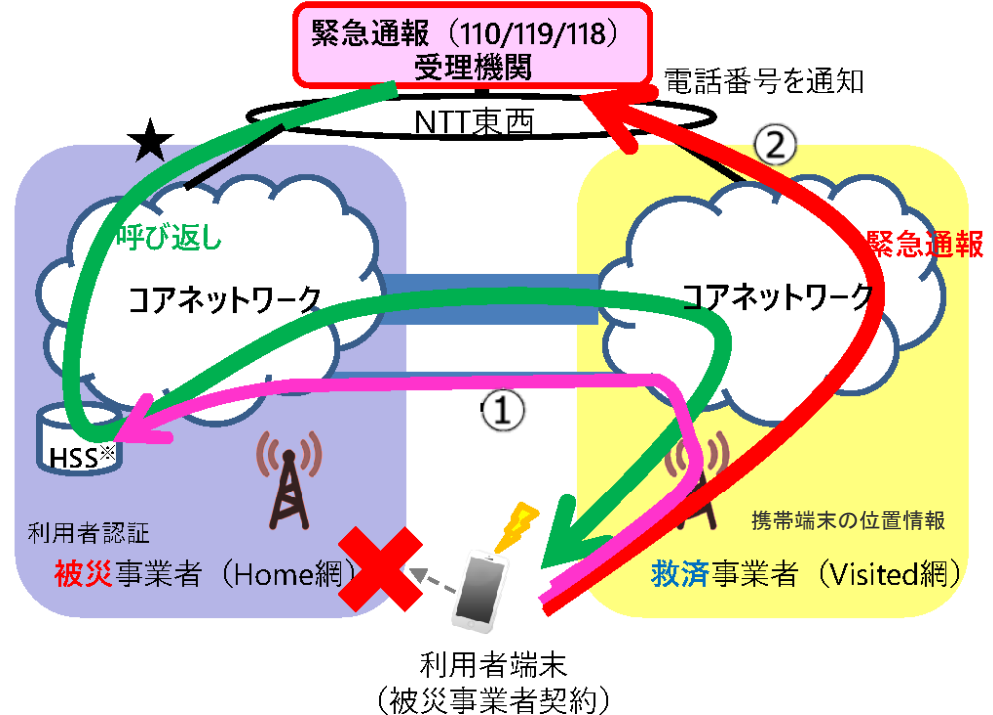 緊急通報（110/119/118）
受理機関
電話番号を通知
NTT東西
★
②
呼び返し
緊急通報
コアネットワーク
コアネットワーク
①
HSS※
利用者認証
携帯端末の位置情報
被災事業者（Home網）
救済事業者（Visited網）
利用者端末
（被災事業者契約）